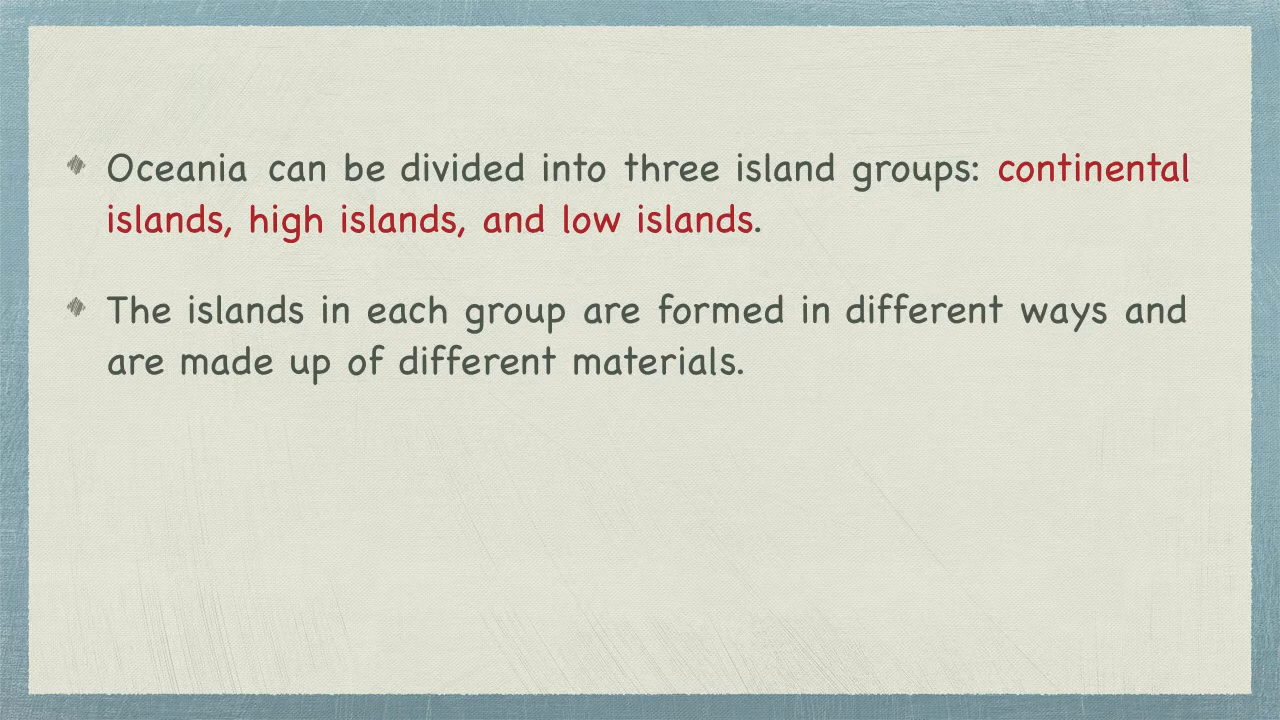 Oceania can be divided into three island groups: continental
islands, high islands, and low islands.
The islands in each group are formed in different ways and
are made up of different materials.